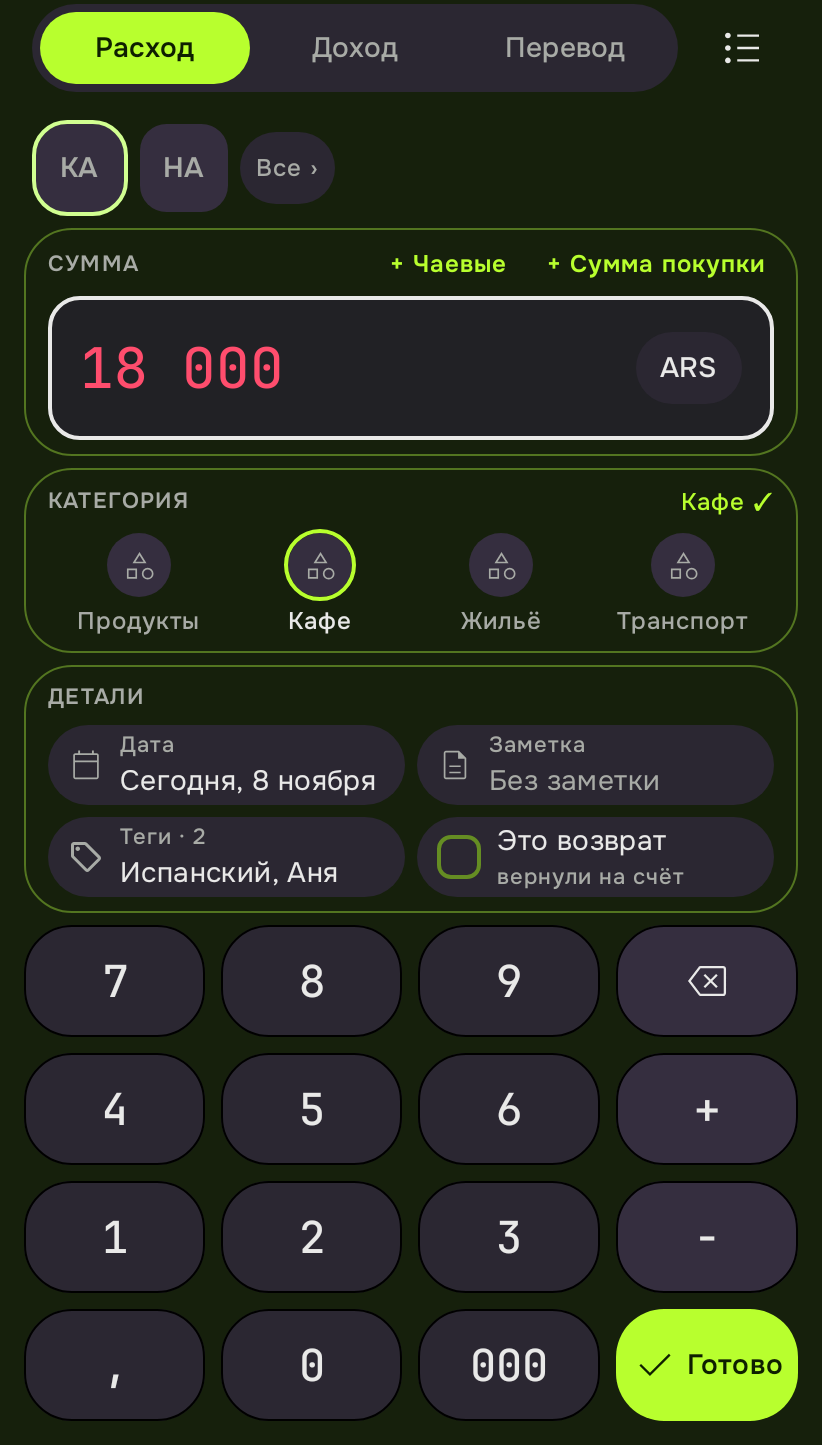 Расход Доход Перевод
КА НА Все ›
СУММА + Чаевые + Сумма покупки
18 000 ARS
КАТЕГОРИЯ Кафе ✓
Продукты Кафе Жильё Транспорт
ДЕТАЛИ
Дата Заметка
Сегодня, 8 ноября Без заметки
Теги · 2 Это возврат
Испанский, Аня вернули на счёт
7 8 9
4 5 6 +
1 2 3 -
, 0 000 Готово